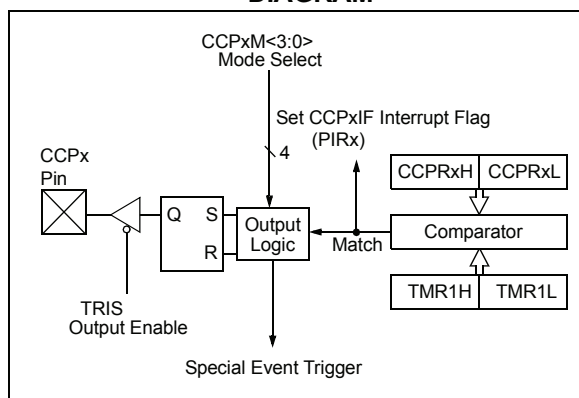 DIAGRAM
CCPxM<3:0>
Mode Select
Set CCPxIF Interrupt Flag
(PIRx)
4
CCPx
Pin
CCPRxH CCPRxL
Q S
R
Output
Logic
Match
Comparator
TMR1H TMR1L
TRIS
Output Enable
Special Event Trigger